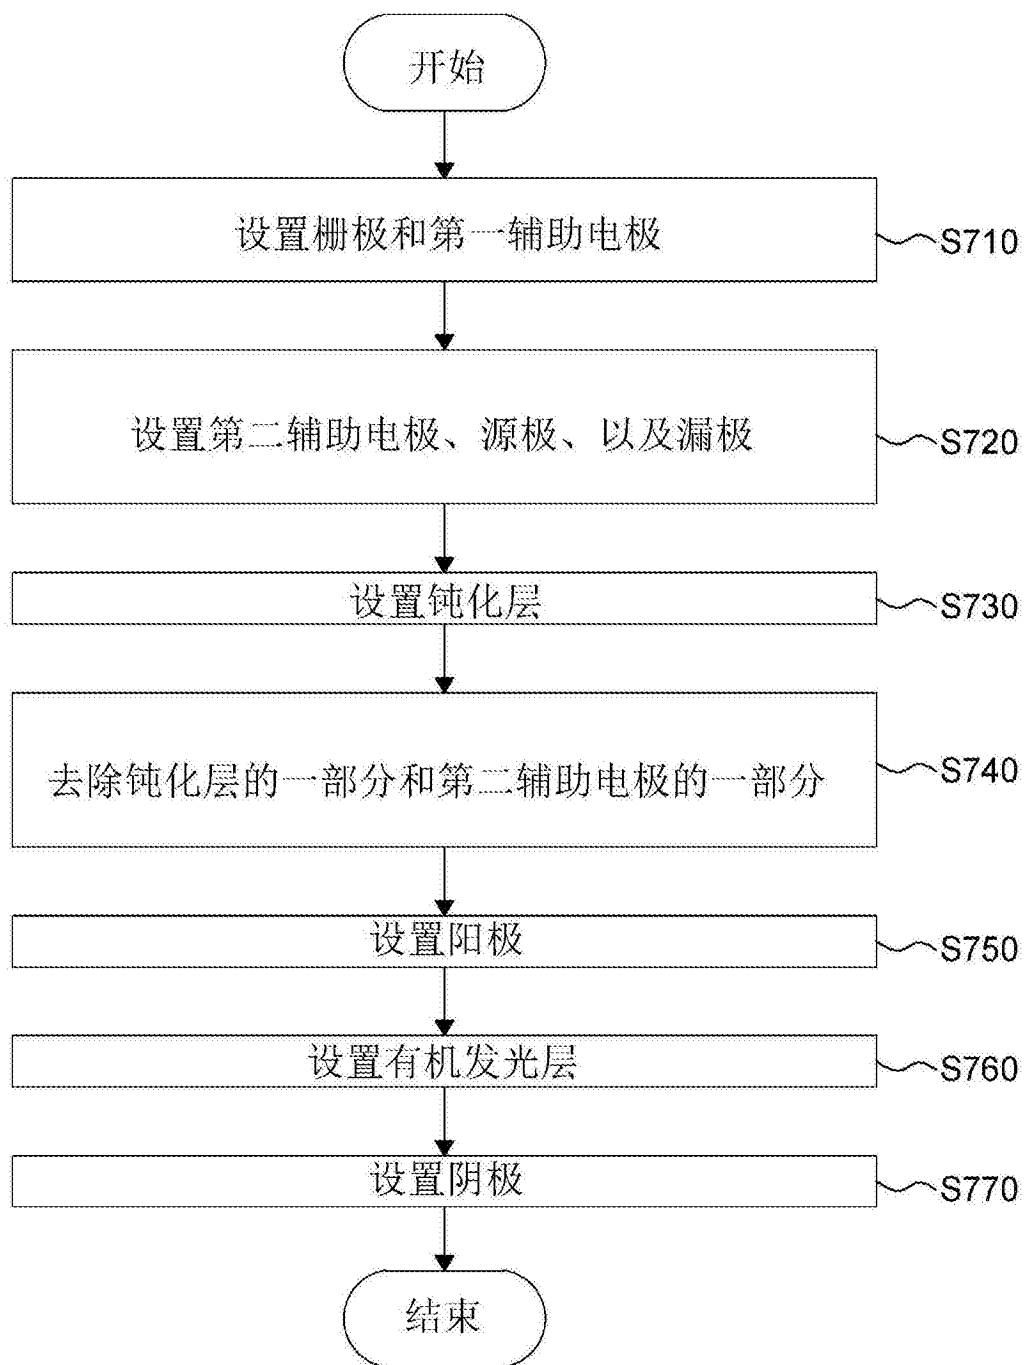 开始
设置栅极和第一辅助电极
S710
设置第二辅助电极、源极、以及漏极
S720
设置钝化层
S730
去除钝化层的一部分和第二辅助电极的一部分
S740
设置阳极
S750
设置有机发光层
S760
设置阴极
S770
结束